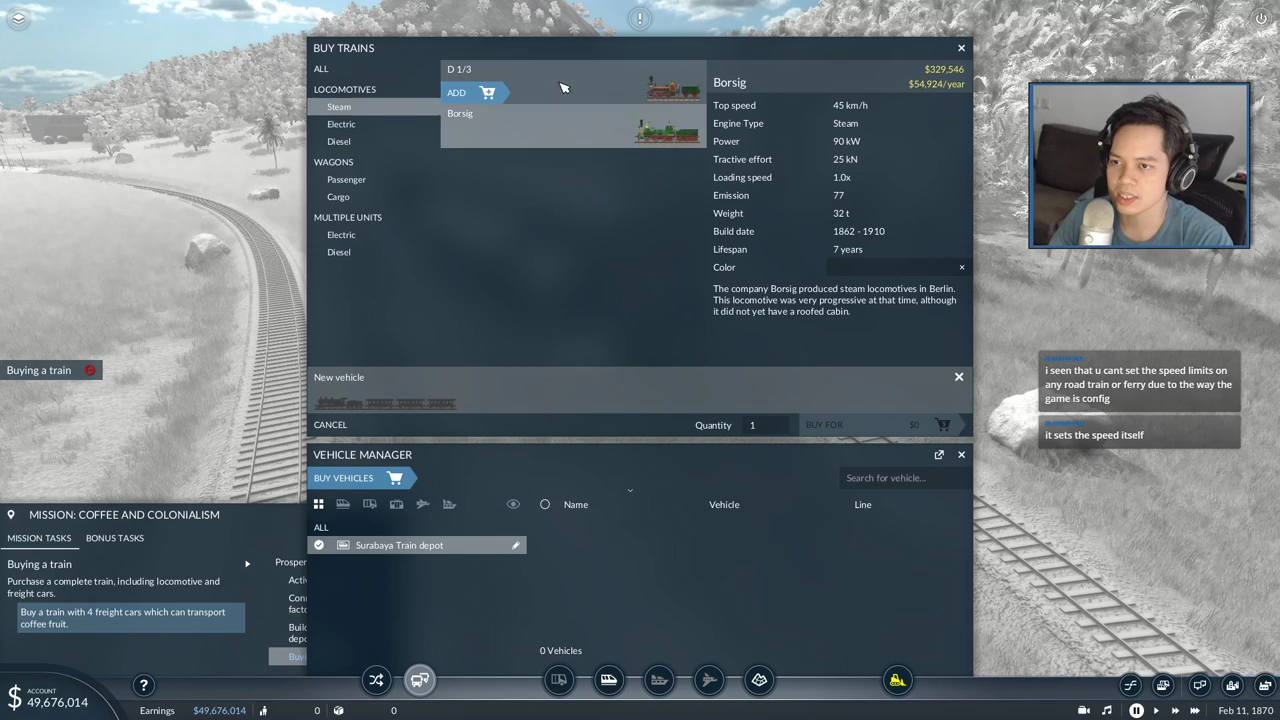 BUY TRAINS
ALL
LOCOMOTIVES
Steam
Electric
Diesel
WAGONS
Passenger
Cargo
MULTIPLE UNITS
Electric
Diesel
D 1/3
ADD
Borsig
$329,546
Borsig
$54,924/year
Top speed 45 km/h
Engine Type Steam
Power 90 kW
Tractive effort 25 kN
Loading speed 1.0x
Emission 77
Weight 32 t
Build date 1862 - 1910
Lifespan 7 years
Color
The company Borsig produced steam locomotives in Berlin.
This locomotive was very progressive at that time, although
it did not yet have a roofed cabin.
New vehicle
CANCEL
Quantity 1
BUY FOR $0
Buying a train
i seen that u cant set the speed limits on
any road train or ferry due to the way the
game is config
it sets the speed itself
VEHICLE MANAGER
BUY VEHICLES
Search for vehicle...
Name Vehicle Line
ALL
Surabaya Train depot
0 Vehicles
MISSION: COFFEE AND COLONIALISM
MISSION TASKS BONUS TASKS
Buying a train
Purchase a complete train, including locomotive and
freight cars.
Buy a train with 4 freight cars which can transport
coffee fruit.
Prosper
Activ
Conn
facto
Build
depo
Buy
ACCOUNT
$ 49,676,014
?
Earnings $49,676,014 0 0
Feb 11, 1870